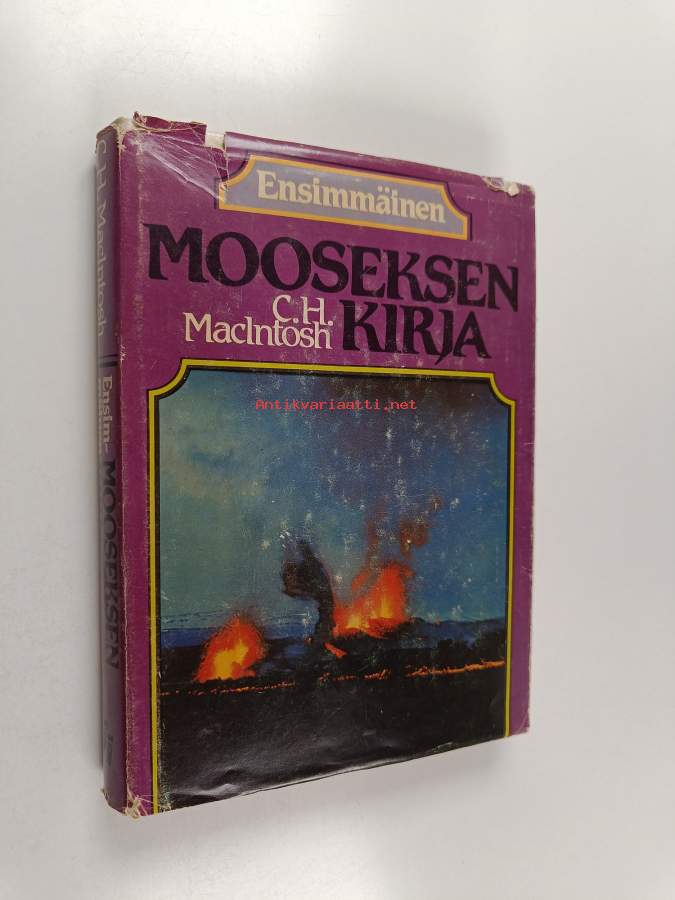 Ensimmäinen
MOOSEKSEN
C.H.
MacIntosh
KIRJA
Antikvariaatti.net
C.H. MacIntosh
Ensim-
MOOSEKSEN